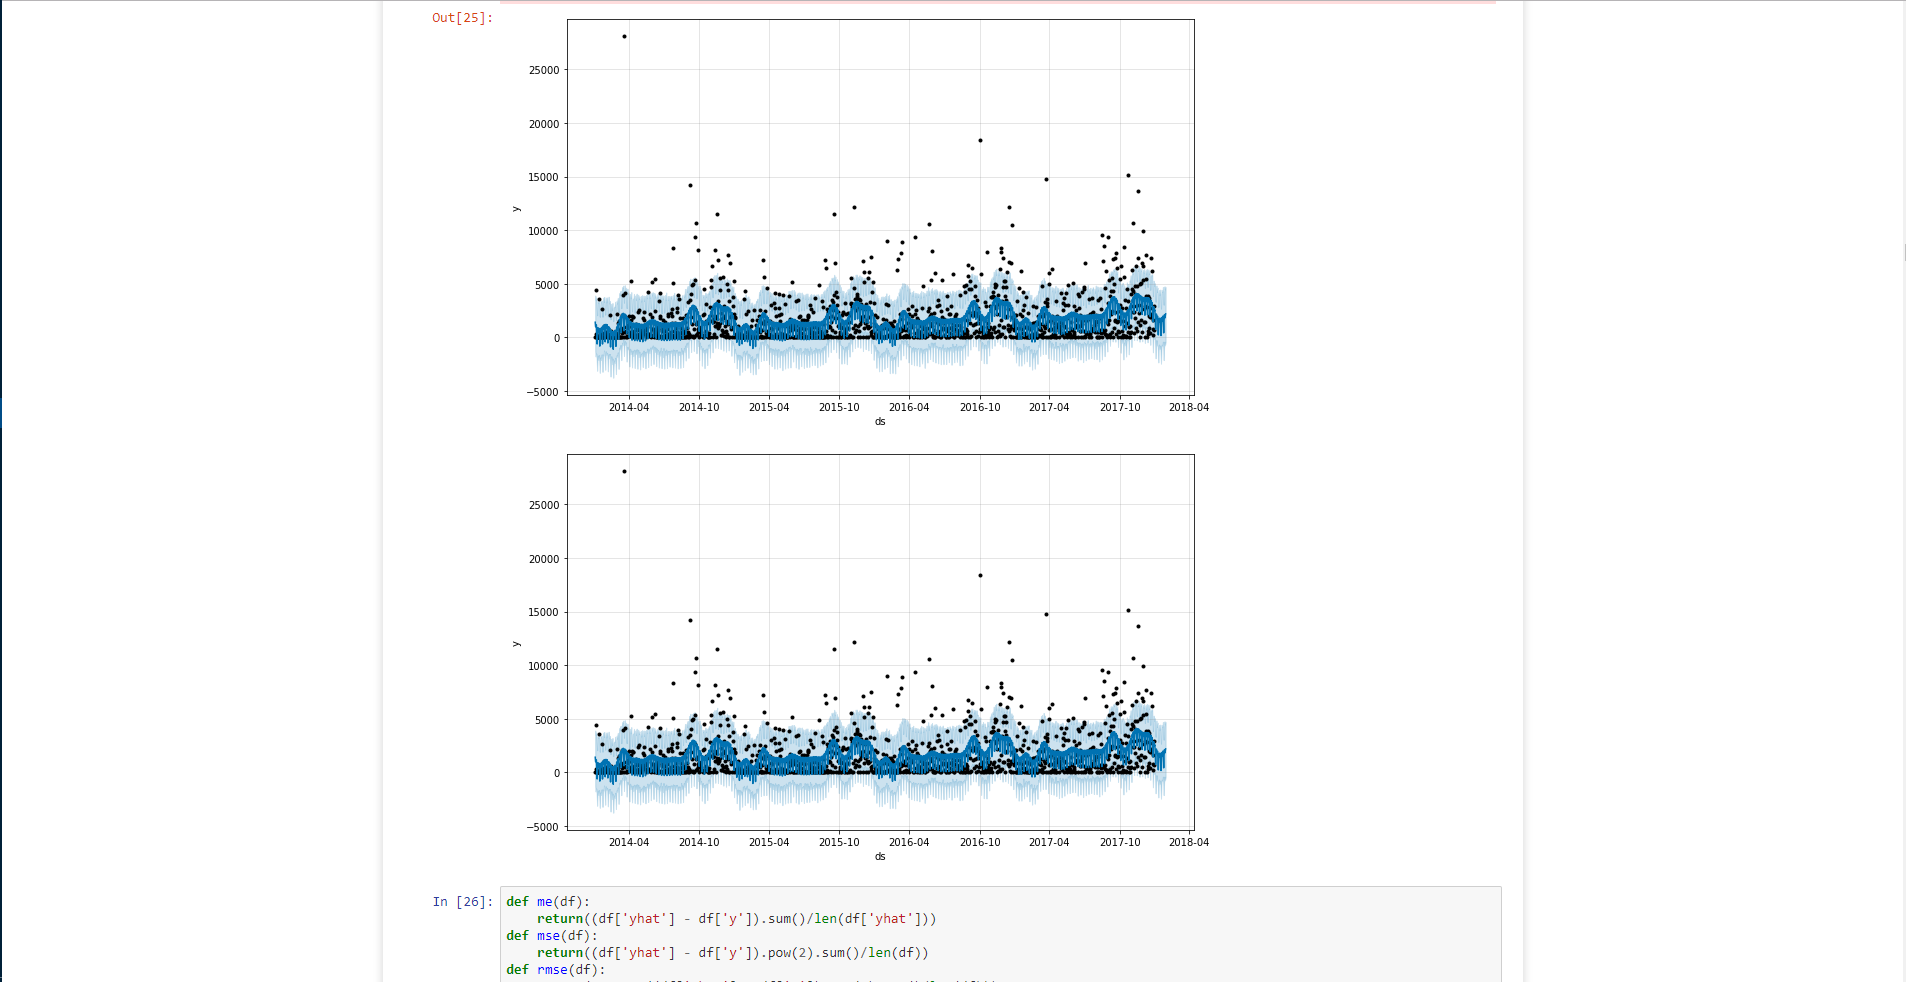 Out[25]:
25000
20000
15000
10000
5000
0
−5000
y
2014-04 2014-10 2015-04 2015-10 2016-04 2016-10 2017-04 2017-10 2018-04
ds
25000
20000
15000
10000
5000
0
−5000
y
2014-04 2014-10 2015-04 2015-10 2016-04 2016-10 2017-04 2017-10 2018-04
ds
In [26]:
def me(df):
    return((df['yhat'] - df['y']).sum()/len(df['yhat']))
def mse(df):
    return((df['yhat'] - df['y']).pow(2).sum()/len(df))
def rmse(df):